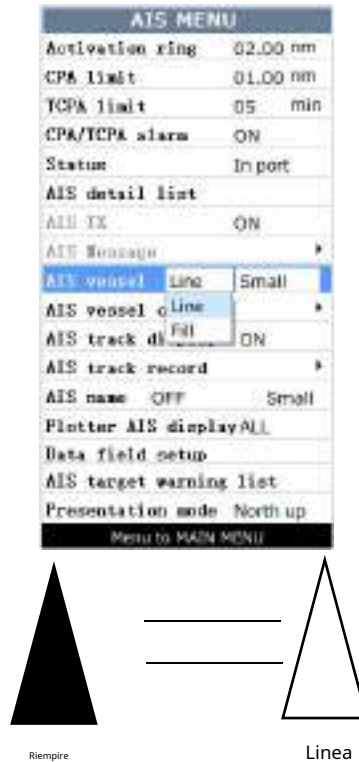 AIS MENU
Activation ring 02.00 nm
CPA limit 01.00 nm
TCPA limit 05 min
CPA/TCPA alarm ON
Status In port
AIS detail list
AIS TX ON
AIS Message
AIS vessel Line Small
AIS vessel Line
AIS track Fill ON
AIS track record
AIS name OFF Small
Plotter AIS display ALL
Data field setup
AIS target warning list
Presentation mode North up
Menu to MAIN MENU
Riempire Linea